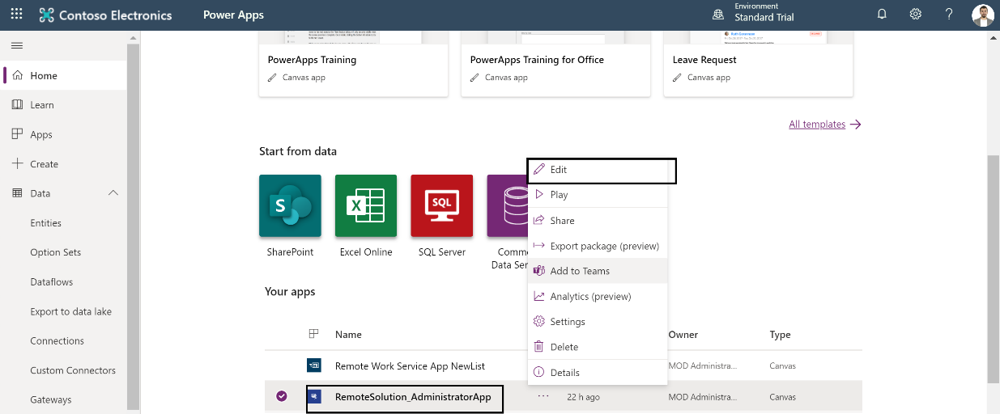 Contoso Electronics
Power Apps
Environment
Standard Trial
Home
Learn
Apps
Create
Data
Entities
Option Sets
Dataflows
Export to data lake
Connections
Custom Connectors
Gateways
PowerApps Training
Canvas app
PowerApps Training for Office
Canvas app
Leave Request
Canvas app
All templates
Start from data
S
SharePoint
X
Excel Online
SQL
SQL Server
Comm
Data Ser
Edit
Play
Share
Export package (preview)
Add to Teams
Analytics (preview)
Settings
Delete
Details
Your apps
Name
Owner
Type
Remote Work Service App NewList
MOD Administra...
Canvas
RemoteSolution_AdministratorApp
...
22 h ago
MOD Administra...
Canvas